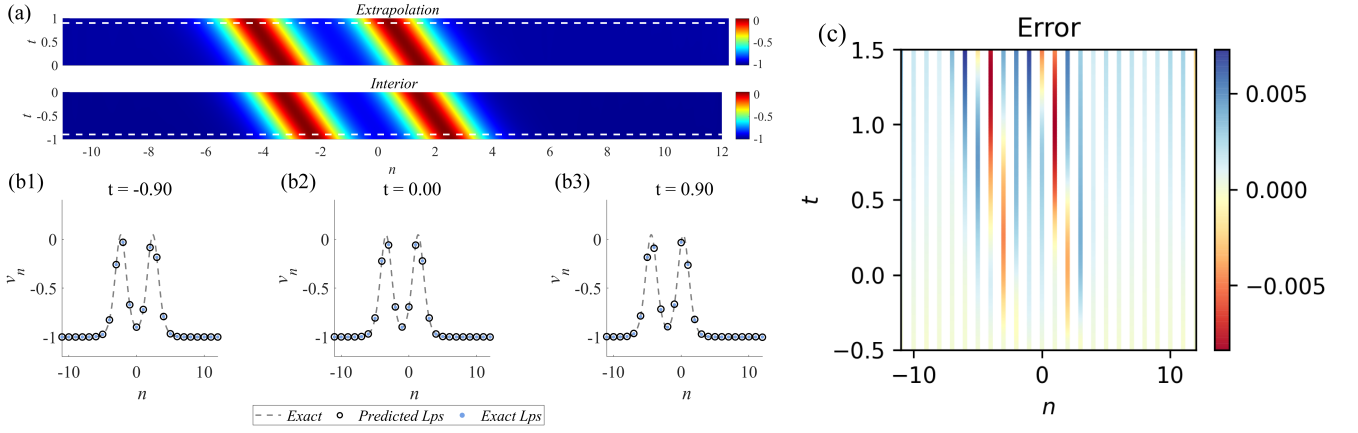 (a)
Extrapolation
1
0.5
0
t
0
-0.5
-1
Interior
0
-0.5
-1
t
0
-0.5
-1
-10 -8 -6 -4 -2 0 2 4 6 8 10 12
n
(b1)
t = -0.90
0
-0.5
-1
v_n
-10 0 10
n
(b2)
t = 0.00
0
-0.5
-1
v_n
-10 0 10
n
(b3)
t = 0.90
0
-0.5
-1
v_n
-10 0 10
n
Exact Predicted Lps Exact Lps
(c)
Error
1.5
1.0
0.5
0.0
−0.5
t
−10 0 10
n
0.005
0.000
−0.005